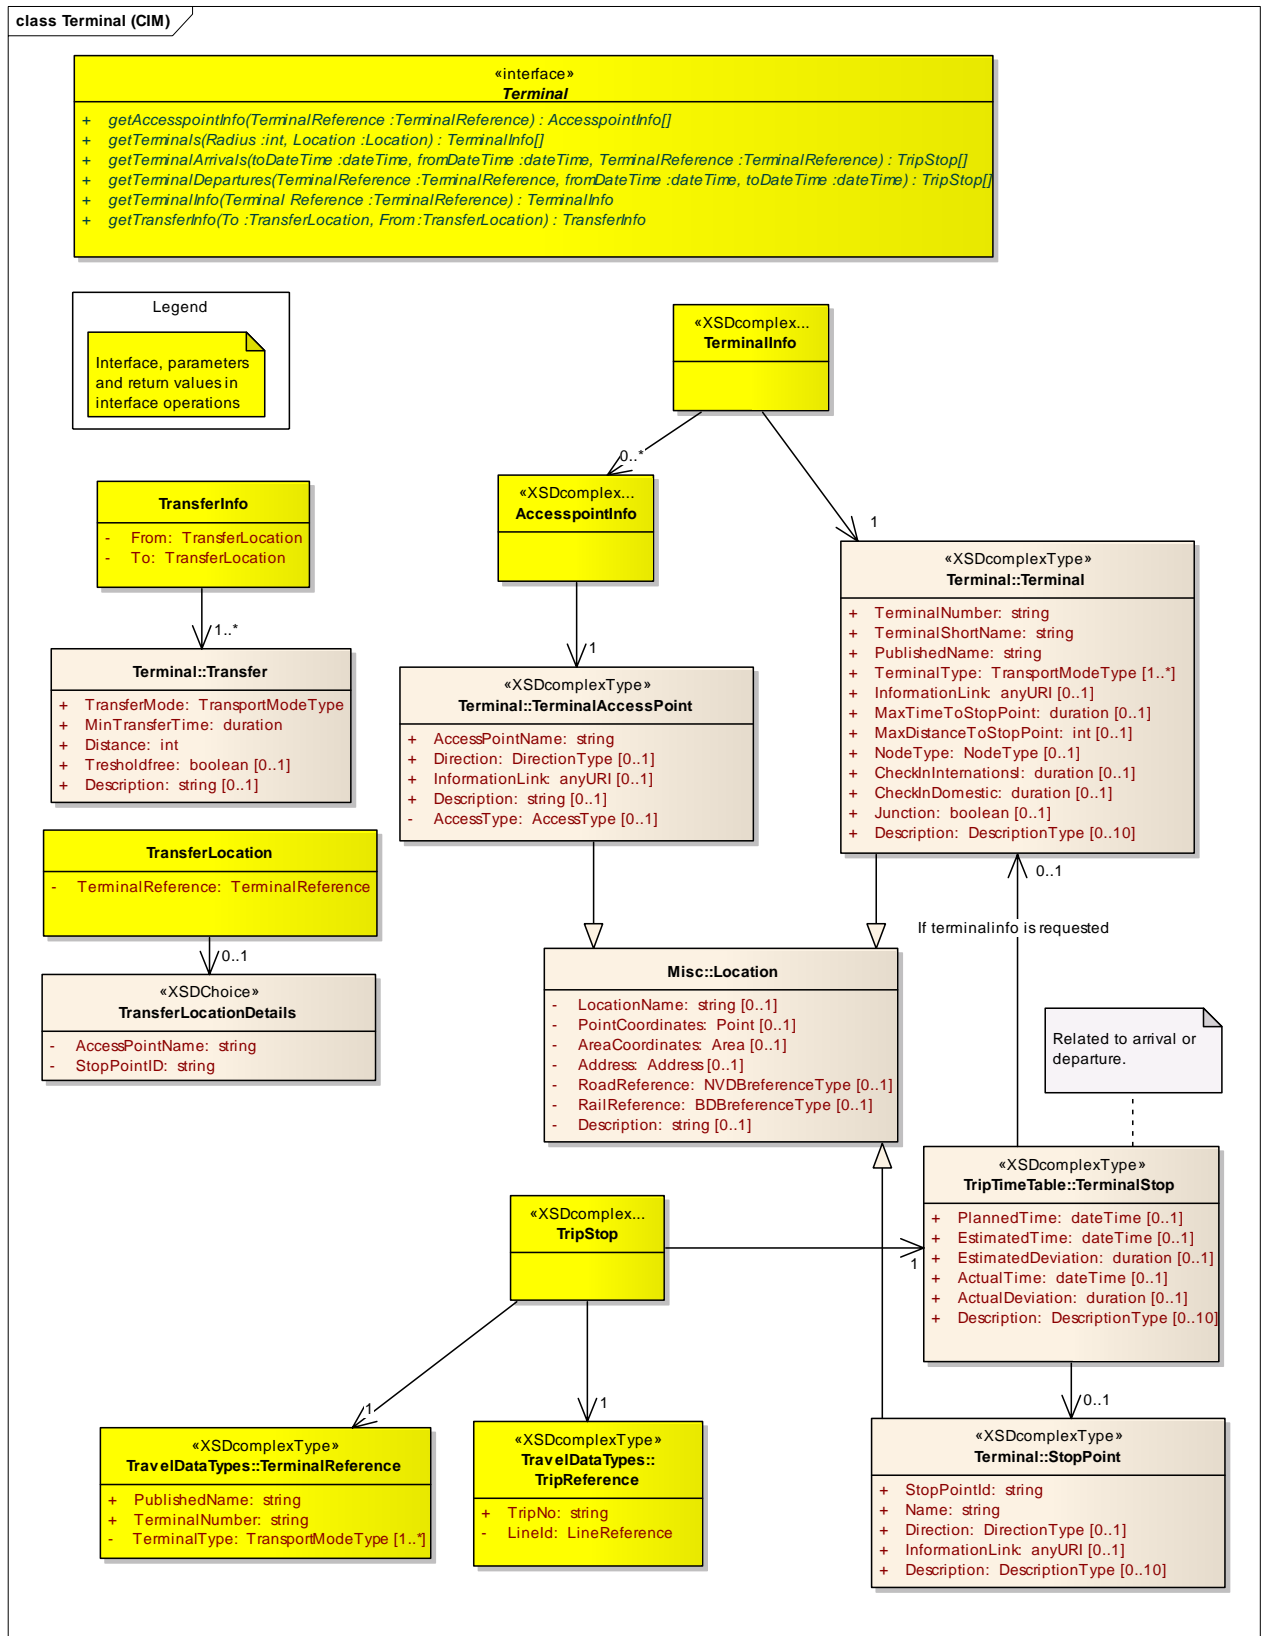 class Terminal (CIM)
«interface»
Terminal
+ getAccesspointInfo(TerminalReference :TerminalReference) : AccesspointInfo[]
+ getTerminals(Radius :int, Location :Location) : TerminalInfo[]
+ getTerminalArrivals(toDateTime :dateTime, fromDateTime :dateTime, TerminalReference :TerminalReference) : TripStop[]
+ getTerminalDepartures(TerminalReference :TerminalReference, fromDateTime :dateTime, toDateTime :dateTime) : TripStop[]
+ getTerminalInfo(Terminal Reference :TerminalReference) : TerminalInfo
+ getTransferInfo(To :TransferLocation, From :TransferLocation) : TransferInfo
Legend
Interface, parameters
and return values in
interface operations
«XSDcomplex...
TerminalInfo
0..*
1
«XSDcomplex...
AccesspointInfo
1
TransferInfo
- From: TransferLocation
- To: TransferLocation
1..*
Terminal::Transfer
+ TransferMode: TransportModeType
+ MinTransferTime: duration
+ Distance: int
+ Tresholdfree: boolean [0..1]
+ Description: string [0..1]
«XSDcomplexType»
Terminal::TerminalAccessPoint
+ AccessPointName: string
+ Direction: DirectionType [0..1]
+ InformationLink: anyURI [0..1]
+ Description: string [0..1]
- AccessType: AccessType [0..1]
«XSDcomplexType»
Terminal::Terminal
+ TerminalNumber: string
+ TerminalShortName: string
+ PublishedName: string
+ TerminalType: TransportModeType [1..*]
+ InformationLink: anyURI [0..1]
+ MaxTimeToStopPoint: duration [0..1]
+ MaxDistanceToStopPoint: int [0..1]
+ NodeType: NodeType [0..1]
+ CheckInInternationsl: duration [0..1]
+ CheckInDomestic: duration [0..1]
+ Junction: boolean [0..1]
+ Description: DescriptionType [0..10]
TransferLocation
- TerminalReference: TerminalReference
0..1
«XSDChoice»
TransferLocationDetails
- AccessPointName: string
- StopPointID: string
0..1
If terminalinfo is requested
Misc::Location
- LocationName: string [0..1]
- PointCoordinates: Point [0..1]
- AreaCoordinates: Area [0..1]
- Address: Address [0..1]
- RoadReference: NVDBreferenceType [0..1]
- RailReference: BDBreferenceType [0..1]
- Description: string [0..1]
Related to arrival or
departure.
«XSDcomplexType»
TripTimeTable::TerminalStop
+ PlannedTime: dateTime [0..1]
+ EstimatedTime: dateTime [0..1]
+ EstimatedDeviation: duration [0..1]
+ ActualTime: dateTime [0..1]
+ ActualDeviation: duration [0..1]
+ Description: DescriptionType [0..10]
«XSDcomplex...
TripStop
1
1
1
0..1
«XSDcomplexType»
TravelDataTypes::TerminalReference
+ PublishedName: string
+ TerminalNumber: string
- TerminalType: TransportModeType [1..*]
«XSDcomplexType»
TravelDataTypes::
TripReference
+ TripNo: string
- LineId: LineReference
«XSDcomplexType»
Terminal::StopPoint
+ StopPointId: string
+ Name: string
+ Direction: DirectionType [0..1]
+ InformationLink: anyURI [0..1]
+ Description: DescriptionType [0..10]